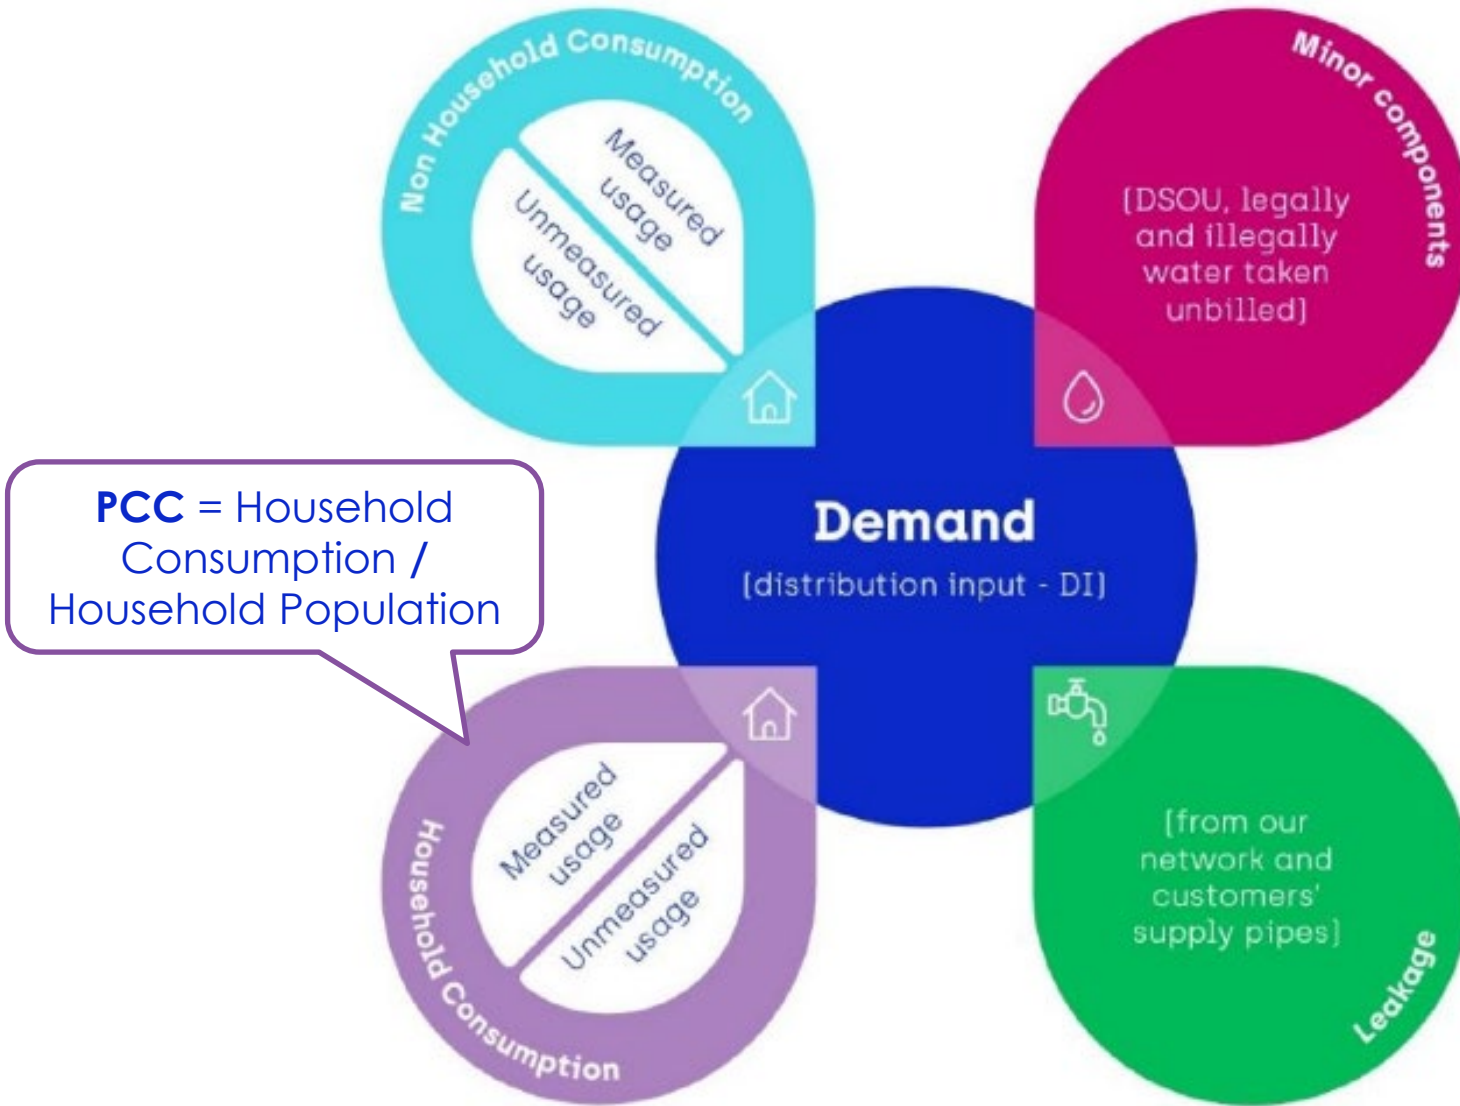 Non Household Consumption
Measured
usage
Unmeasured
usage
Minor components
[DSOU, legally
and illegally
water taken
unbilled]
PCC = Household
Consumption /
Household Population
Demand
[distribution input - DI]
Household Consumption
Measured
usage
Unmeasured
usage
[from our
network and
customers'
supply pipes]
Leakage